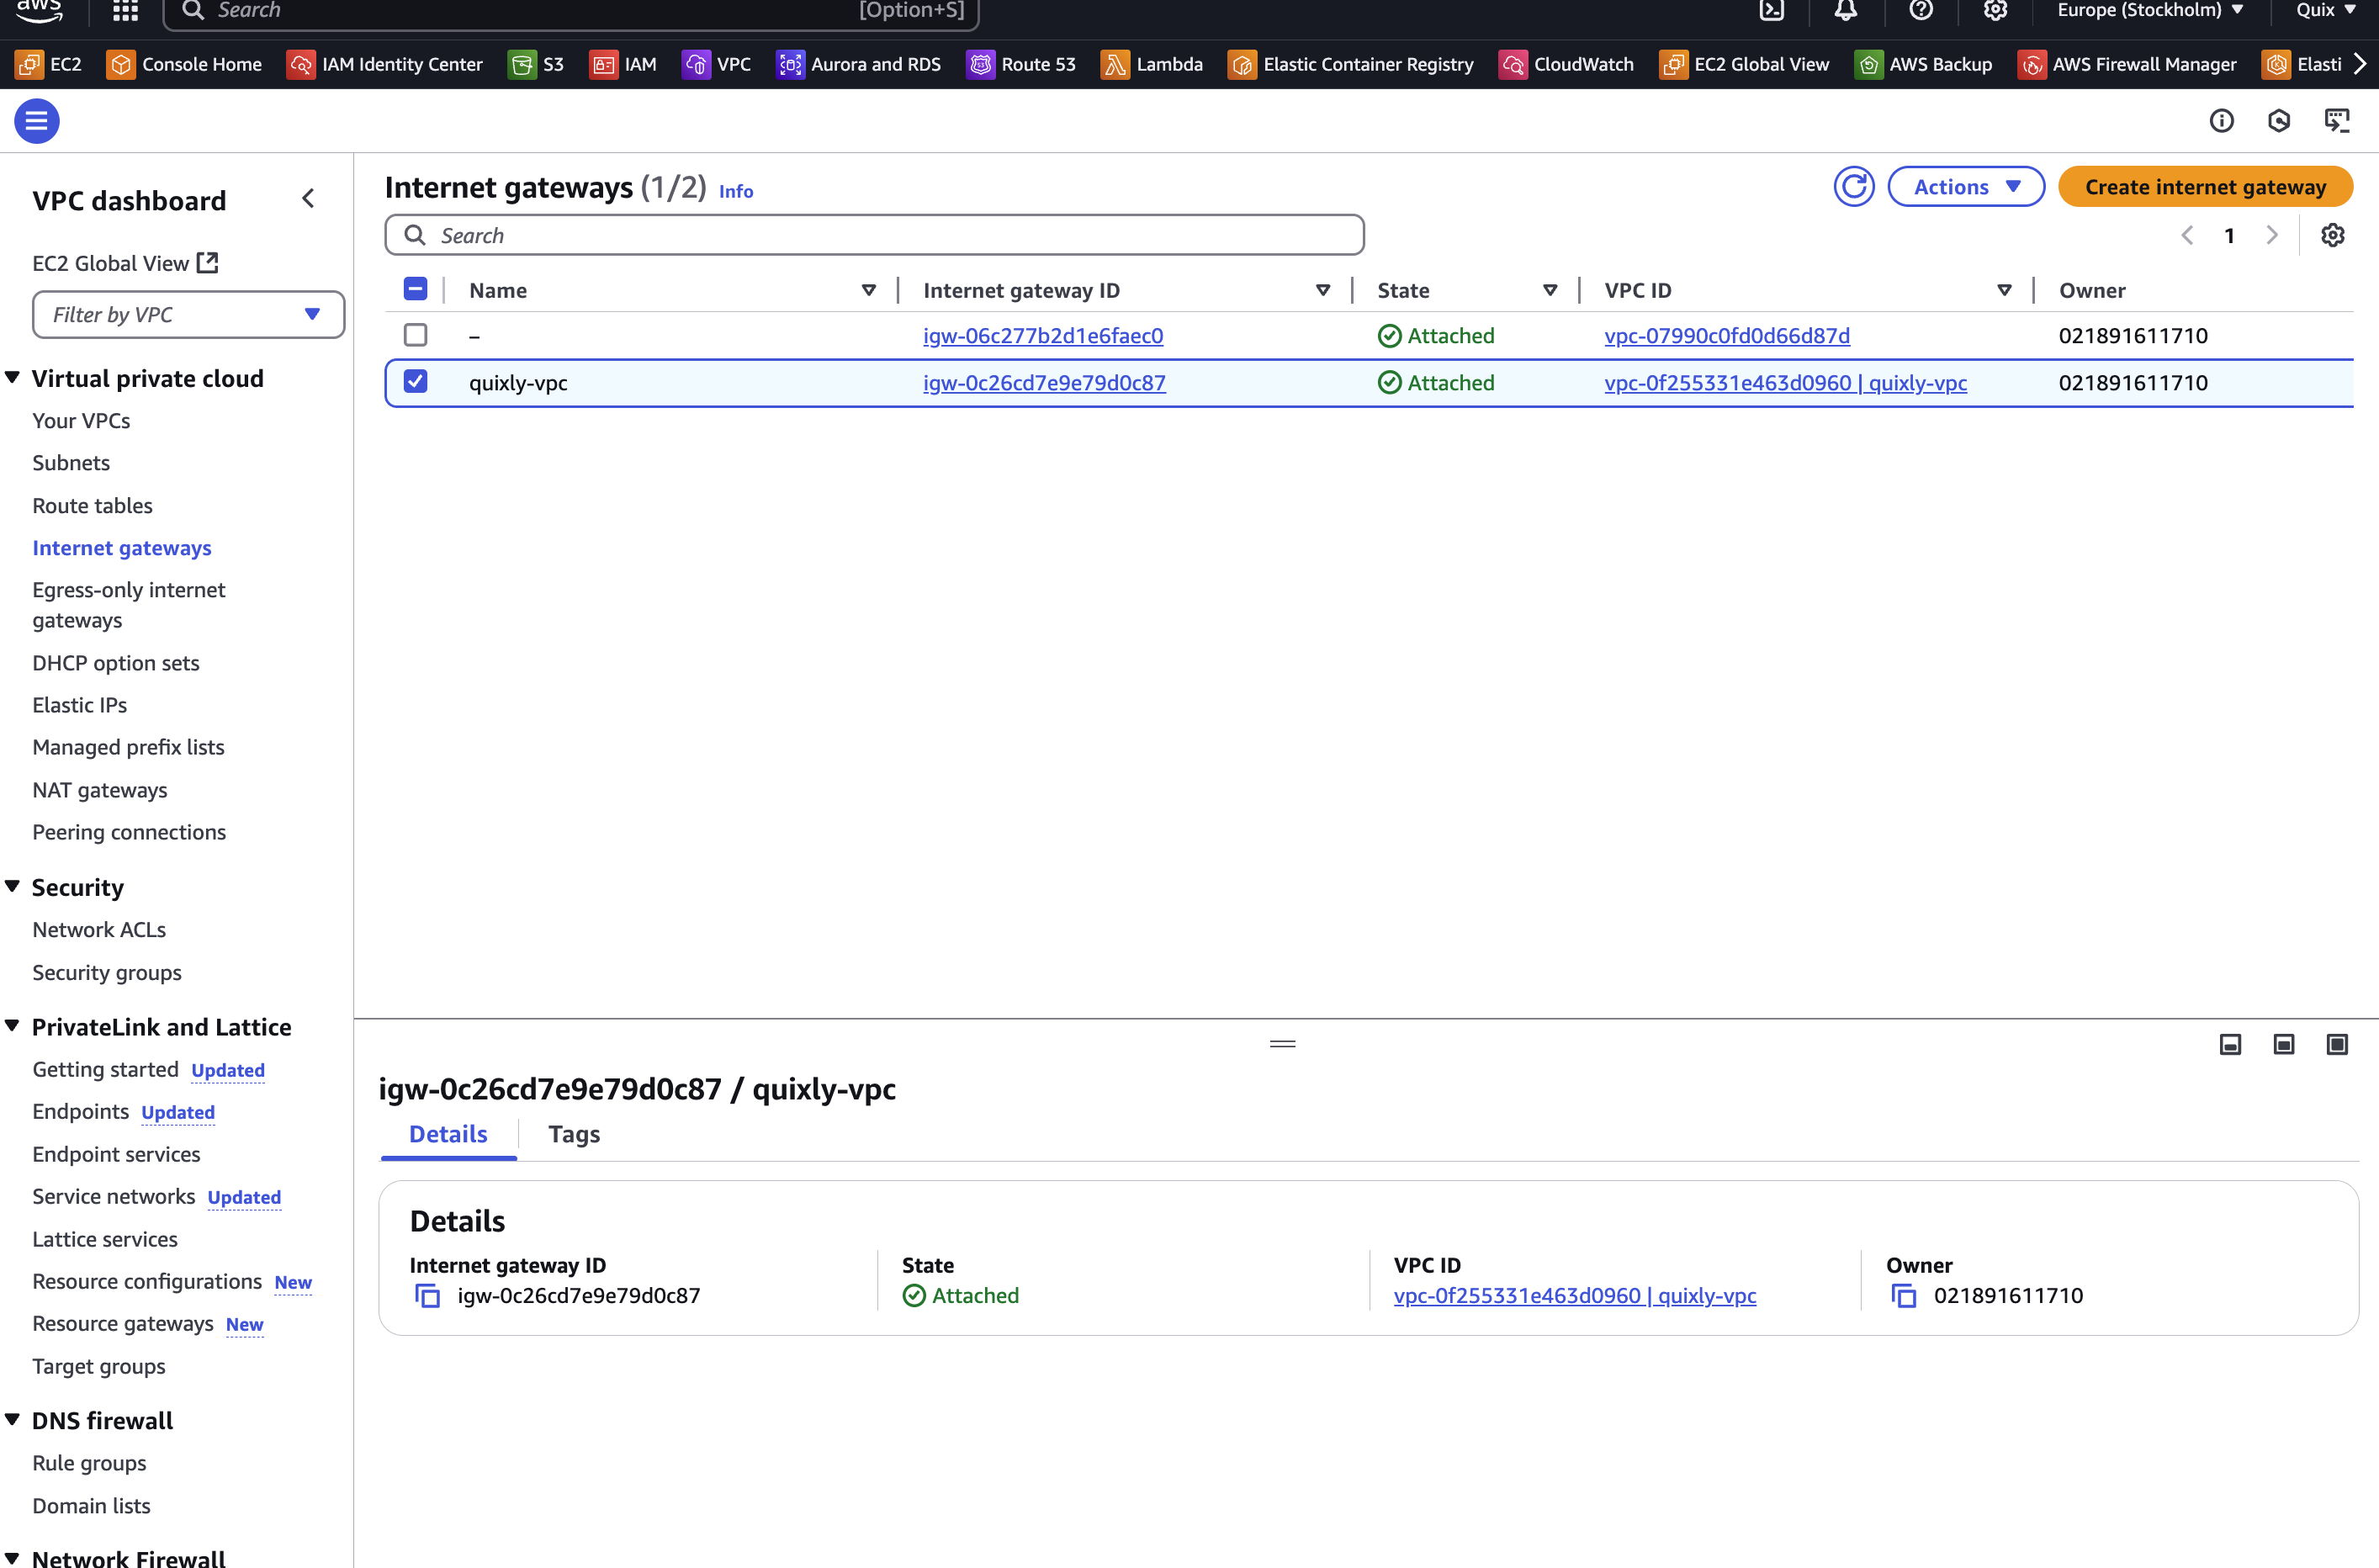 aws Search [Option+S] Europe (Stockholm) Quix
EC2 Console Home IAM Identity Center S3 IAM VPC Aurora and RDS Route 53 Lambda Elastic Container Registry CloudWatch EC2 Global View AWS Backup AWS Firewall Manager Elasti
VPC dashboard
EC2 Global View
Filter by VPC
Virtual private cloud
Your VPCs
Subnets
Route tables
Internet gateways
Egress-only internet
gateways
DHCP option sets
Elastic IPs
Managed prefix lists
NAT gateways
Peering connections
Security
Network ACLs
Security groups
PrivateLink and Lattice
Getting started Updated
Endpoints Updated
Endpoint services
Service networks Updated
Lattice services
Resource configurations New
Resource gateways New
Target groups
DNS firewall
Rule groups
Domain lists
Network Firewall
Internet gateways (1/2) Info
Actions Create internet gateway
Search
1
Name Internet gateway ID State VPC ID Owner
– igw-06c277b2d1e6faec0 Attached vpc-07990c0fd0d66d87d 021891611710
quixly-vpc igw-0c26cd7e9e79d0c87 Attached vpc-0f255331e463d0960 | quixly-vpc 021891611710
igw-0c26cd7e9e79d0c87 / quixly-vpc
Details Tags
Details
Internet gateway ID State VPC ID Owner
igw-0c26cd7e9e79d0c87 Attached vpc-0f255331e463d0960 | quixly-vpc 021891611710